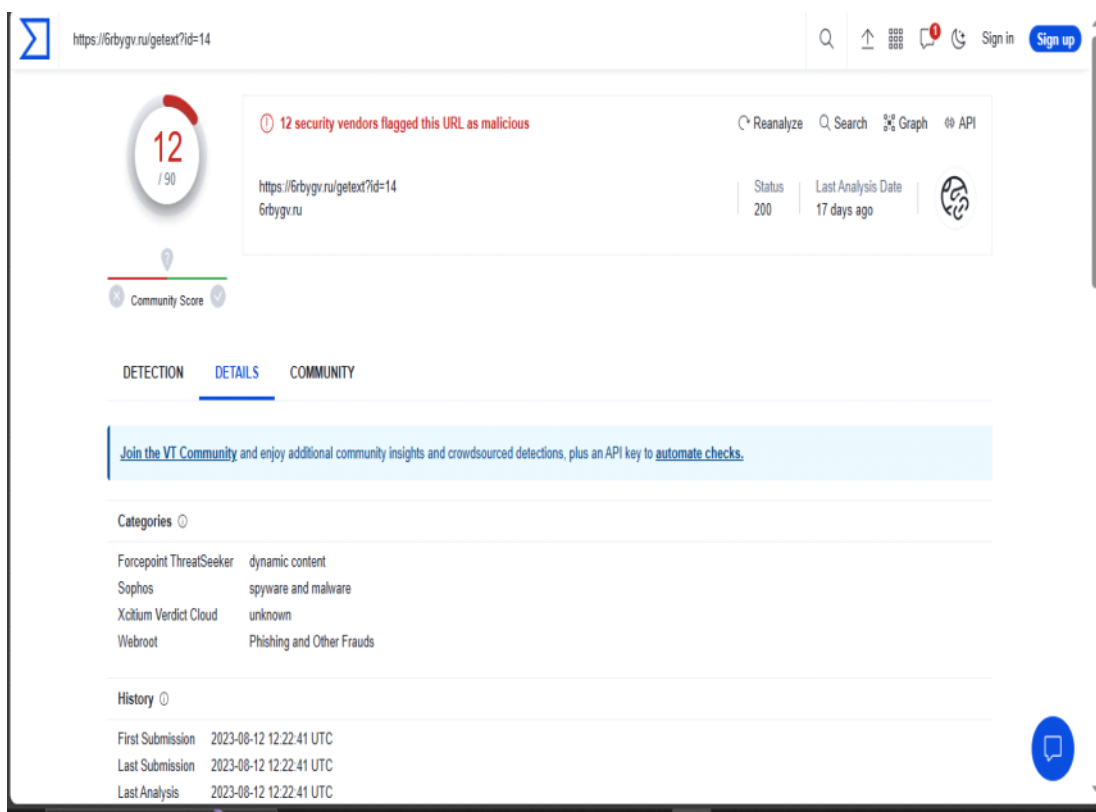 https://6rbygv.ru/getext?id=14
1
Sign in
Sign up
12
/ 90
12 security vendors flagged this URL as malicious
Reanalyze
Search
Graph
API
https://6rbygv.ru/getext?id=14
6rbygv.ru
Status
200
Last Analysis Date
17 days ago
?
Community Score
DETECTION
DETAILS
COMMUNITY
Join the VT Community and enjoy additional community insights and crowdsourced detections, plus an API key to automate checks.
Categories
Forcepoint ThreatSeeker dynamic content
Sophos spyware and malware
Xcitium Verdict Cloud unknown
Webroot Phishing and Other Frauds
History
First Submission 2023-08-12 12:22:41 UTC
Last Submission 2023-08-12 12:22:41 UTC
Last Analysis 2023-08-12 12:22:41 UTC